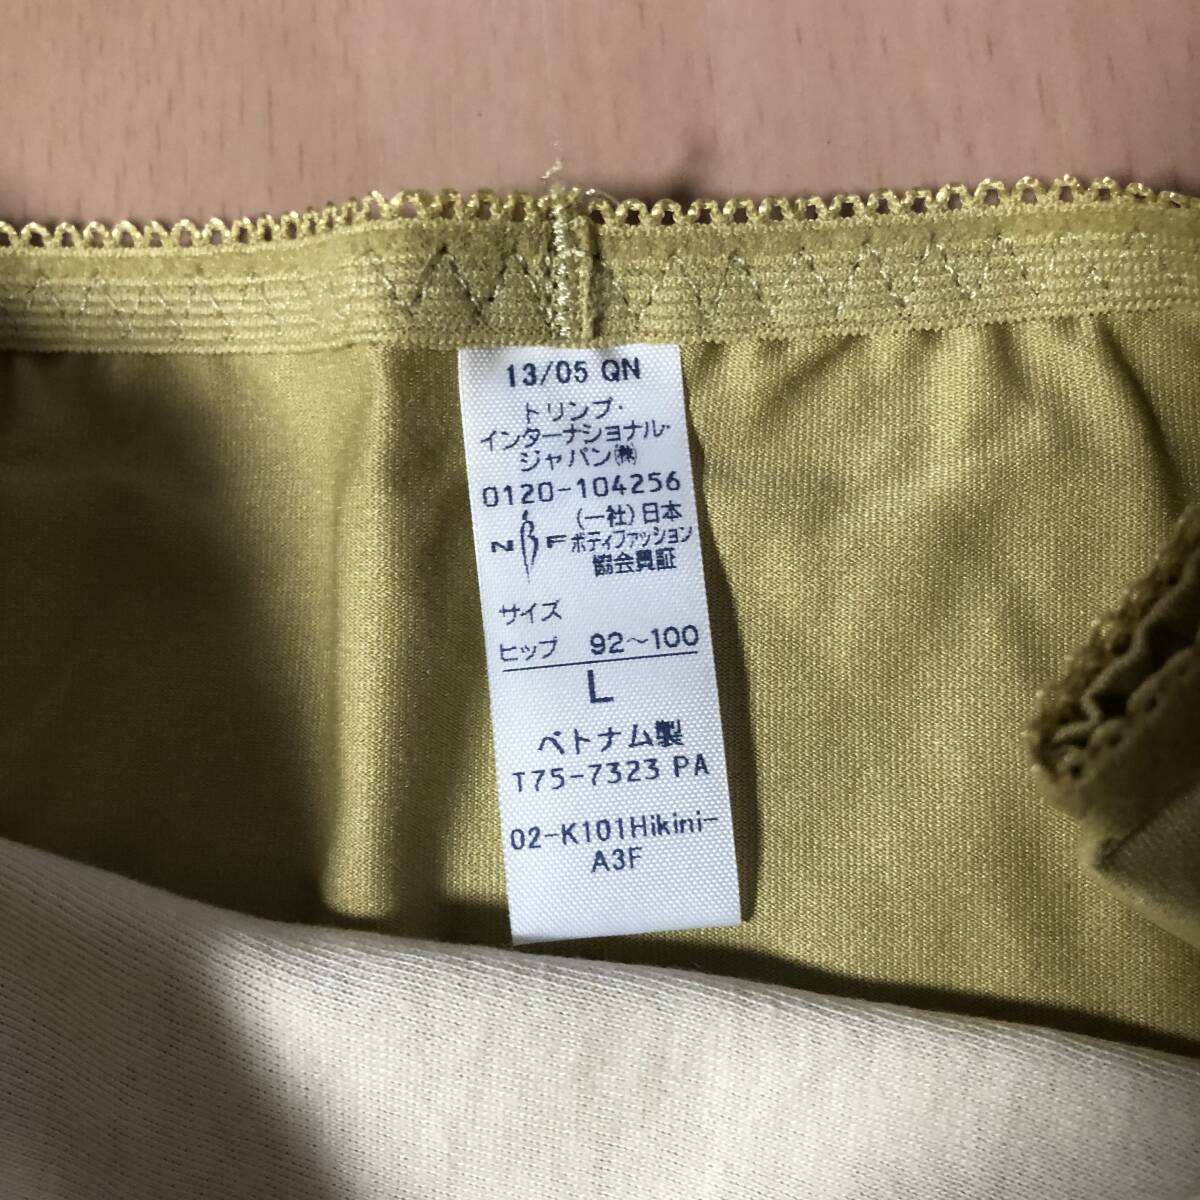 13/05 QN
トリンプ・
インターナショナル・
ジャパン㈱
0120-104256
(一社)日本
NBF ボディファッション
協会員証
サイズ
ヒップ 92~100
L
ベトナム製
T75-7323 PA
02-K101Hikini-
A3F